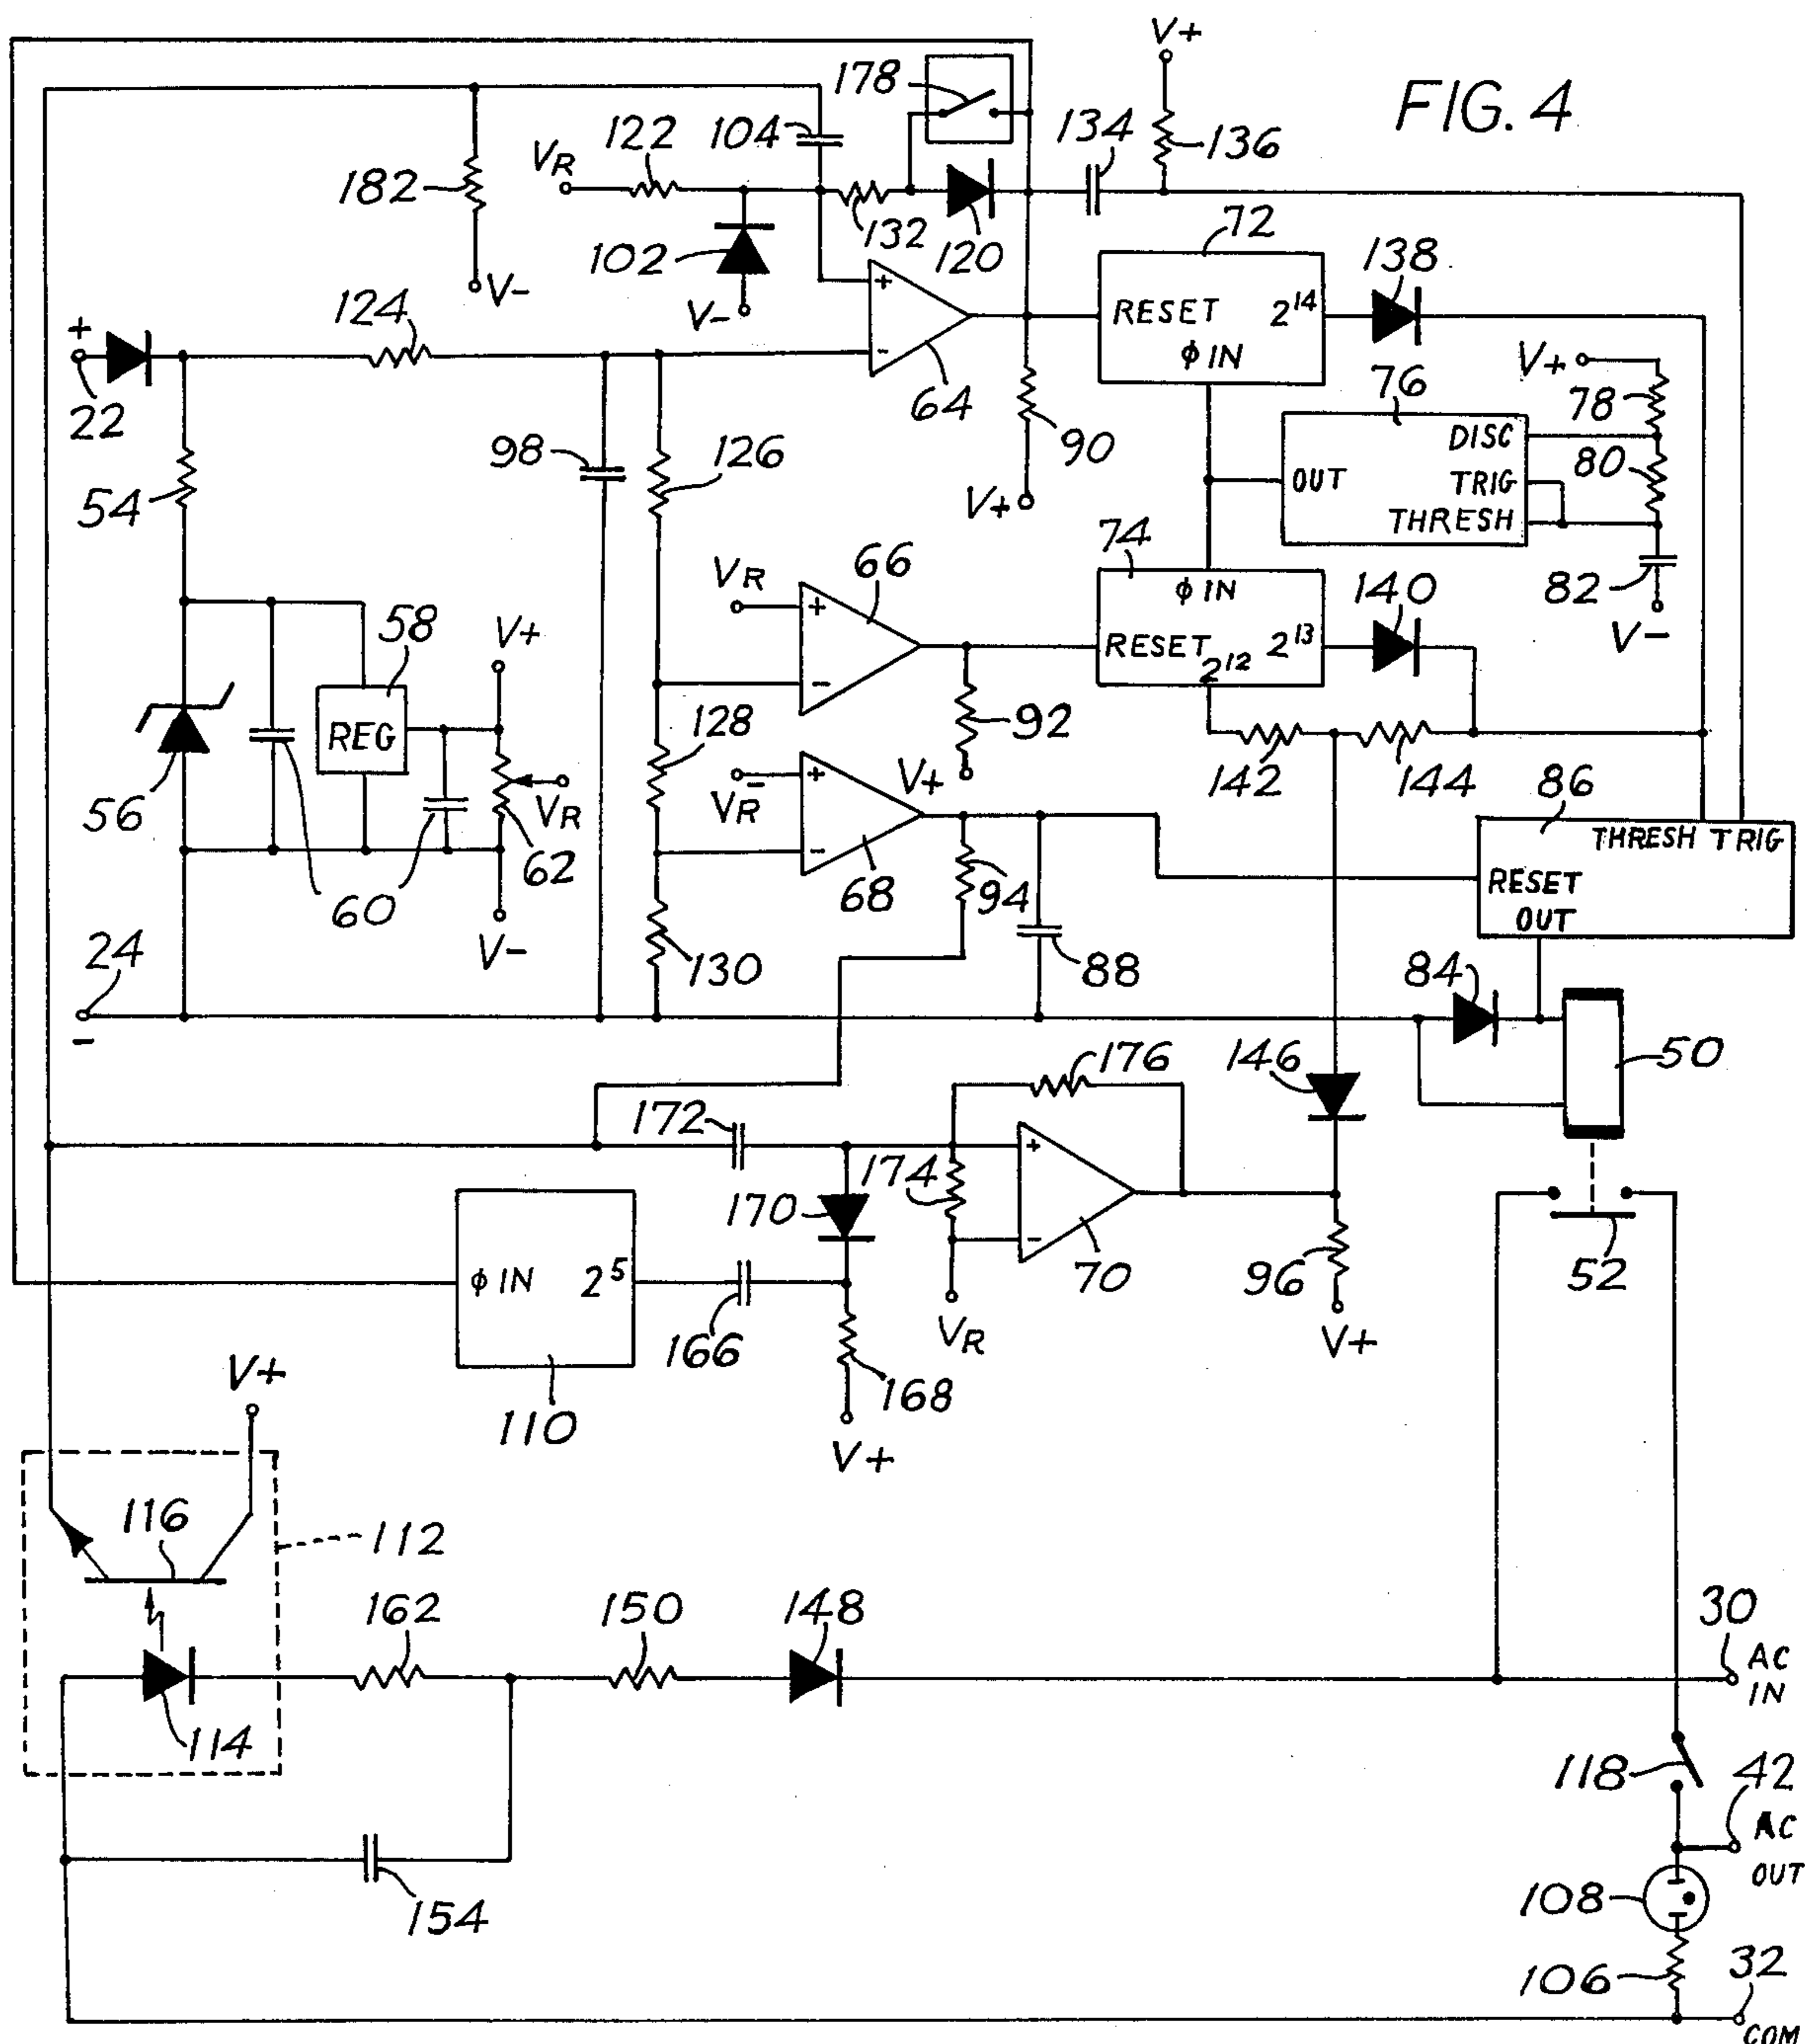 V+
FIG. 4
178
134
136
122
104
VR
182
132
120
72
102
V-
V-
138
RESET 2^14
ϕ IN
+
-
64
124
+
22
V+
76
78
DISC
OUT
TRIG
THRESH
80
98
126
90
V+
54
74
ϕ IN
RESET
2^13
2^12
140
82
V-
VR
66
+
-
58
V+
REG
128
92
V+
142
144
86
56
VR
62
VR
+
-
68
94
THRESH TRIG
RESET
OUT
60
V-
24
-
130
88
84
50
176
146
172
174
+
-
70
170
ϕ IN 2^5
96
52
166
VR
V+
V+
168
110
V+
116
112
162
150
148
30
AC
IN
114
118
42
AC
OUT
154
108
106
32
COM